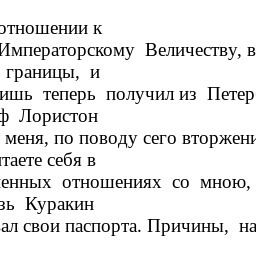 отношении к
Императорскому Величеству, в
границы, и
ишь теперь получил из Петер
ф Лористон
меня, по поводу сего вторжени
таете себя в
енных отношениях со мною,
зь Куракин
ал свои паспорта. Причины, на